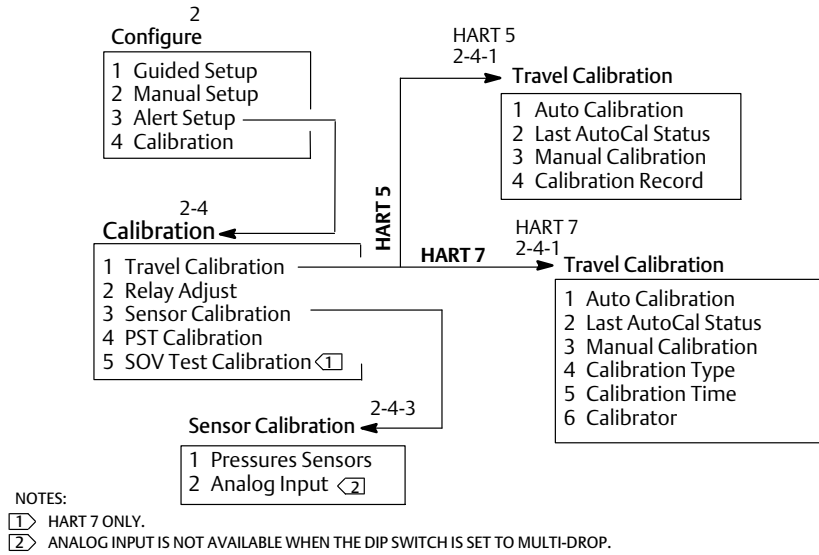 2
Configure
1 Guided Setup
2 Manual Setup
3 Alert Setup
4 Calibration
2-4
Calibration
1 Travel Calibration
2 Relay Adjust
3 Sensor Calibration
4 PST Calibration
5 SOV Test Calibration 1
HART 5
HART 7
HART 5
2-4-1
Travel Calibration
1 Auto Calibration
2 Last AutoCal Status
3 Manual Calibration
4 Calibration Record
HART 7
2-4-1
Travel Calibration
1 Auto Calibration
2 Last AutoCal Status
3 Manual Calibration
4 Calibration Type
5 Calibration Time
6 Calibrator
2-4-3
Sensor Calibration
1 Pressures Sensors
2 Analog Input 2
NOTES:
1 HART 7 ONLY.
2 ANALOG INPUT IS NOT AVAILABLE WHEN THE DIP SWITCH IS SET TO MULTI-DROP.